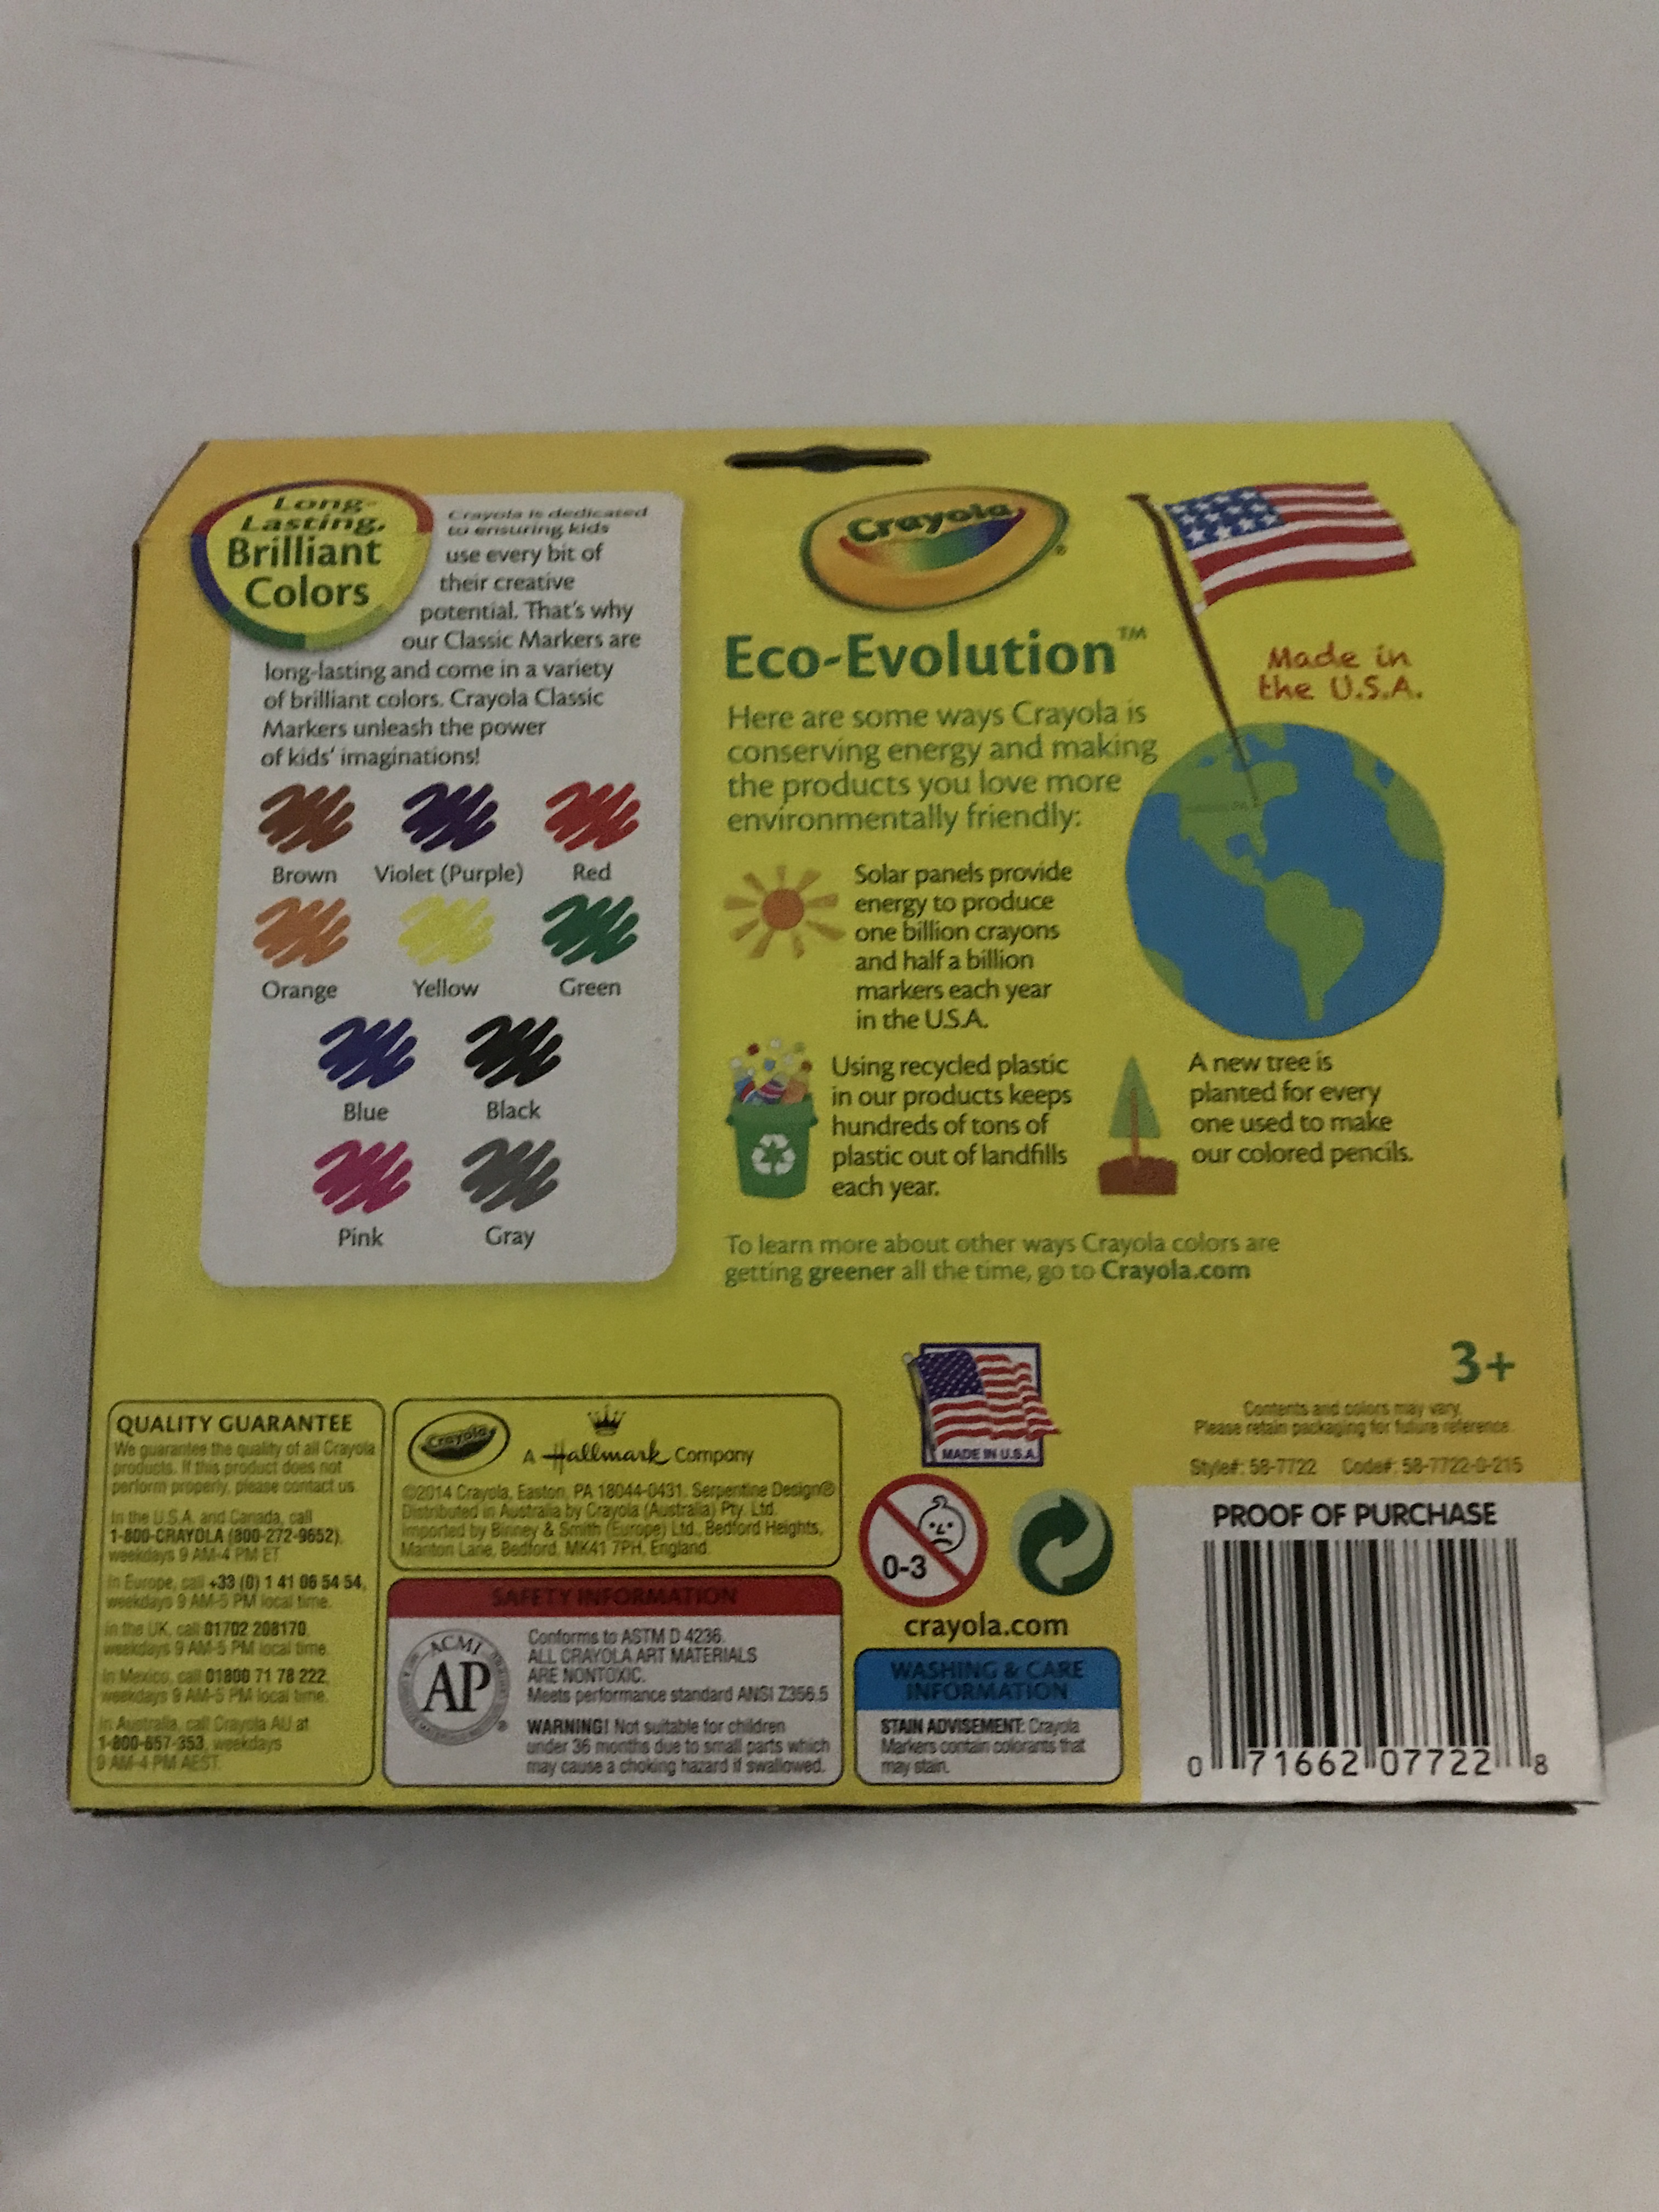 Long-
Lasting,
Brilliant
Colors
Crayola is dedicated
to ensuring kids
use every bit of
their creative
potential. That's why
our Classic Markers are
long-lasting and come in a variety
of brilliant colors. Crayola Classic
Markers unleash the power
of kids' imaginations!
Brown Violet (Purple) Red
Orange Yellow Green
Blue Black
Pink Gray
Crayola®
Eco-Evolution™
Here are some ways Crayola is
conserving energy and making
the products you love more
environmentally friendly:
Made in
the U.S.A.
Solar panels provide
energy to produce
one billion crayons
and half a billion
markers each year
in the U.S.A.
Using recycled plastic
in our products keeps
hundreds of tons of
plastic out of landfills
each year.
A new tree is
planted for every
one used to make
our colored pencils.
To learn more about other ways Crayola colors are
getting greener all the time, go to Crayola.com
QUALITY GUARANTEE
We guarantee the quality of all Crayola
products. If this product does not
perform properly, please contact us.
In the U.S.A. and Canada, call
1-800-CRAYOLA (800-272-9652),
weekdays 9 AM-4 PM ET.
In Europe, call +33 (0) 1 41 06 54 54,
weekdays 9 AM-5 PM local time.
In the UK, call 01702 208170,
weekdays 9 AM-5 PM local time.
In Mexico, call 01800 71 78 222,
weekdays 9 AM-5 PM local time.
In Australia, call Crayola AU at
1-800-657-353, weekdays
9 AM-4 PM AEST.
Crayola
A Hallmark Company
©2014 Crayola, Easton, PA 18044-0431. Serpentine Design®
Distributed in Australia by Crayola (Australia) Pty. Ltd.
Imported by Binney & Smith (Europe) Ltd., Bedford Heights,
Manton Lane, Bedford, MK41 7PH, England.
SAFETY INFORMATION
ACMI
AP
®
Conforms to ASTM D 4236.
ALL CRAYOLA ART MATERIALS
ARE NONTOXIC.
Meets performance standard ANSI Z356.5
WARNING! Not suitable for children
under 36 months due to small parts which
may cause a choking hazard if swallowed.
MADE IN U.S.A.
0-3
crayola.com
WASHING & CARE
INFORMATION
STAIN ADVISEMENT: Crayola
Markers contain colorants that
may stain.
3+
Contents and colors may vary.
Please retain packaging for future reference.
Style#: 58-7722 Code#: 58-7722-0-215
PROOF OF PURCHASE
0 71662 07722 8